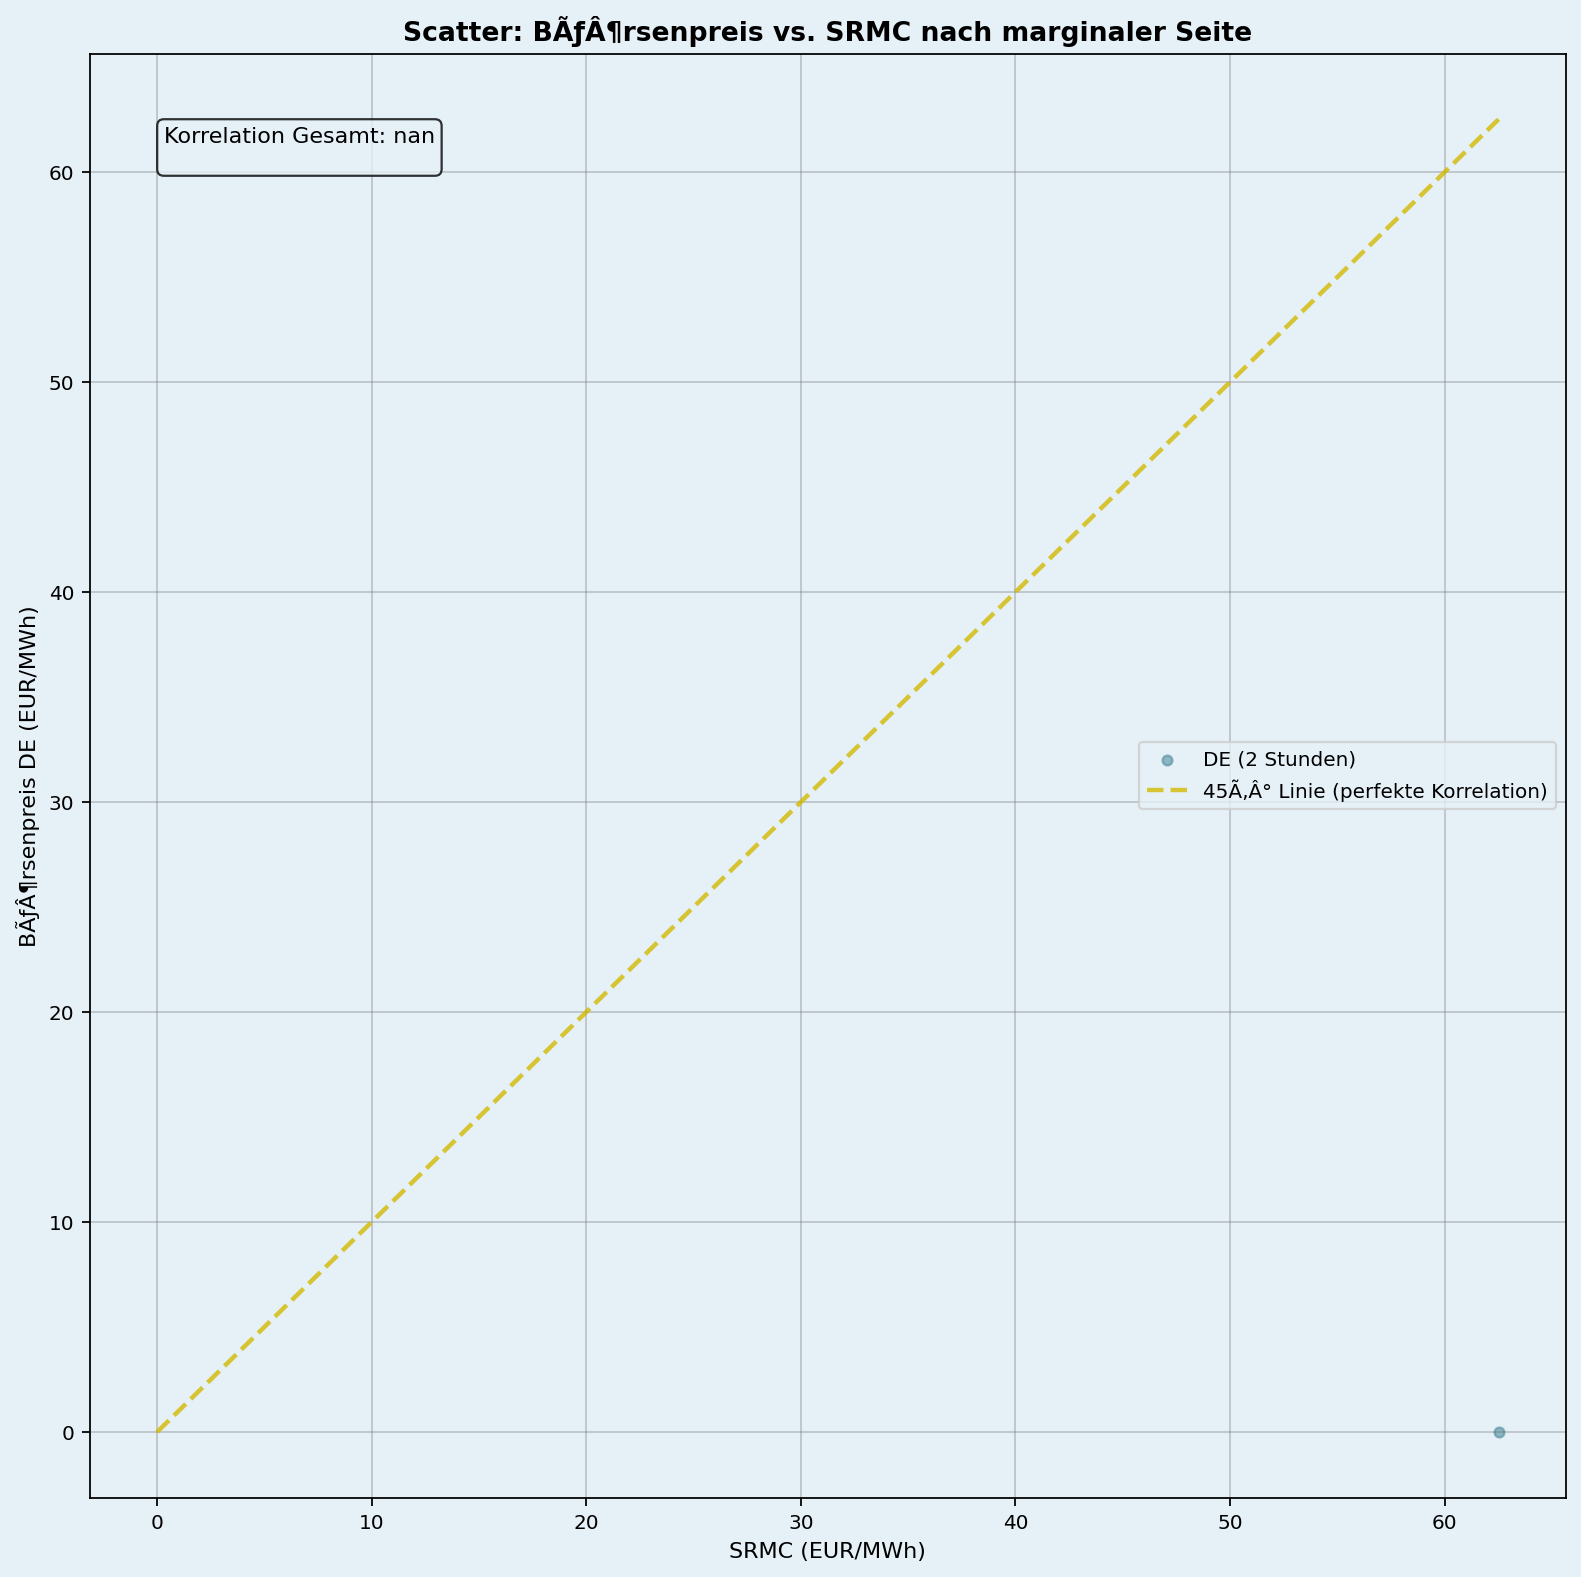 Scatter: BÃƒÂ¶rsenpreis vs. SRMC nach marginaler Seite
Korrelation Gesamt: nan
BÃƒÂ¶rsenpreis DE (EUR/MWh)
60
50
40
30
20
10
0
DE (2 Stunden)
45Ã‚Â° Linie (perfekte Korrelation)
0 10 20 30 40 50 60
SRMC (EUR/MWh)